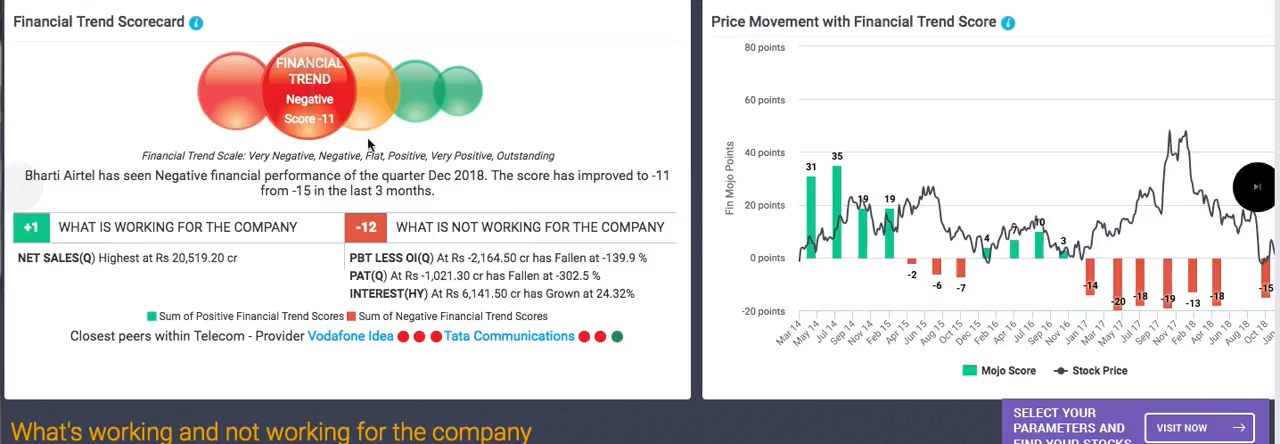 Financial Trend Scorecard i
FINANCIAL
TREND
Negative
Score -11
Financial Trend Scale: Very Negative, Negative, Flat, Positive, Very Positive, Outstanding
Bharti Airtel has seen Negative financial performance of the quarter Dec 2018. The score has improved to -11
from -15 in the last 3 months.
+1 WHAT IS WORKING FOR THE COMPANY
-12 WHAT IS NOT WORKING FOR THE COMPANY
NET SALES(Q) Highest at Rs 20,519.20 cr
PBT LESS OI(Q) At Rs -2,164.50 cr has Fallen at -139.9 %
PAT(Q) At Rs -1,021.30 cr has Fallen at -302.5 %
INTEREST(HY) At Rs 6,141.50 cr has Grown at 24.32%
Sum of Positive Financial Trend Scores Sum of Negative Financial Trend Scores
Closest peers within Telecom - Provider Vodafone Idea Tata Communications
Price Movement with Financial Trend Score i
Fin Mojo Points
80 points
60 points
40 points
20 points
0 points
-20 points
31 35 19 19 -2 -6 -7 4 7 10 3 -14 -20 -18 -19 -13 -18 -15
Mar 14 May 14 Jul 14 Sep 14 Nov 14 Feb 15 Apr 15 Jun 15 Aug 15 Oct 15 Dec 15 Feb 16 Apr 16 Jul 16 Sep 16 Nov 16 Jan 17 Mar 17 May 17 Jul 17 Sep 17 Nov 17 Feb 18 Apr 18 Jun 18 Aug 18 Oct 18
Mojo Score Stock Price
What's working and not working for the company
SELECT YOUR
PARAMETERS AND
FIND YOUR STOCKS
VISIT NOW